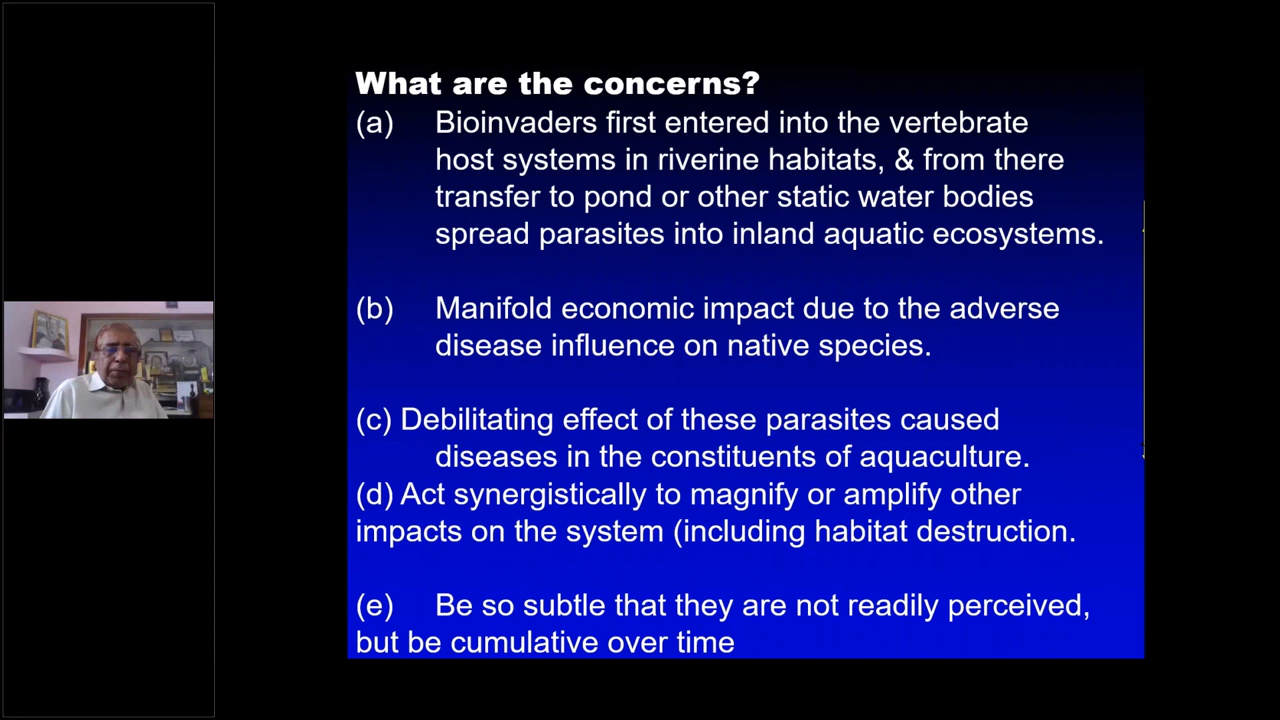 What are the concerns?
(a) Bioinvaders first entered into the vertebrate
host systems in riverine habitats, & from there
transfer to pond or other static water bodies
spread parasites into inland aquatic ecosystems.
(b) Manifold economic impact due to the adverse
disease influence on native species.
(c) Debilitating effect of these parasites caused
diseases in the constituents of aquaculture.
(d) Act synergistically to magnify or amplify other
impacts on the system (including habitat destruction.
(e) Be so subtle that they are not readily perceived,
but be cumulative over time